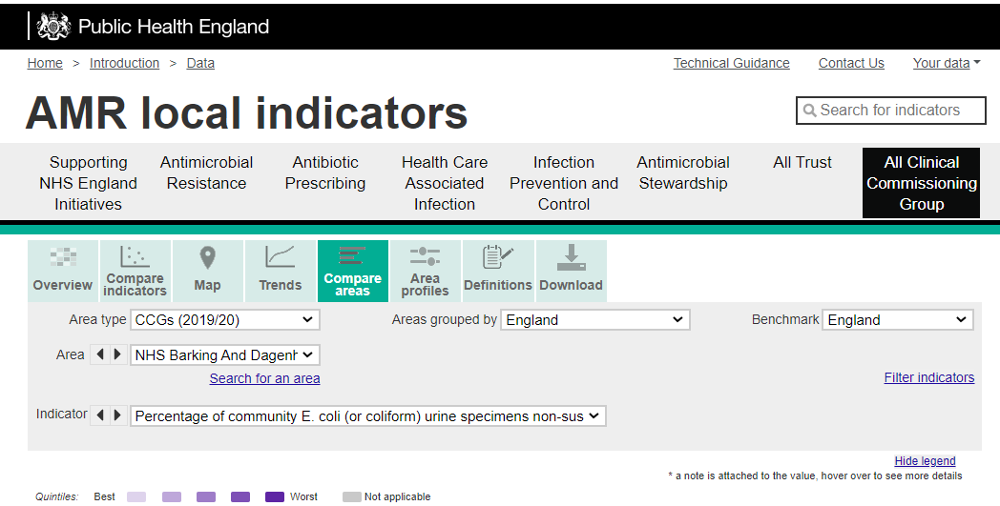 Public Health England
Home > Introduction > Data
Technical Guidance Contact Us Your data
AMR local indicators
Search for indicators
Supporting NHS England Initiatives
Antimicrobial Resistance
Antibiotic Prescribing
Health Care Associated Infection
Infection Prevention and Control
Antimicrobial Stewardship
All Trust
All Clinical Commissioning Group
Overview
Compare indicators
Map
Trends
Compare areas
Area profiles
Definitions
Download
Area type CCGs (2019/20)
Areas grouped by England
Benchmark England
Area NHS Barking And Dagenh
Search for an area
Filter indicators
Indicator Percentage of community E. coli (or coliform) urine specimens non-sus
Hide legend
* a note is attached to the value, hover over to see more details
Quintiles: Best Worst Not applicable